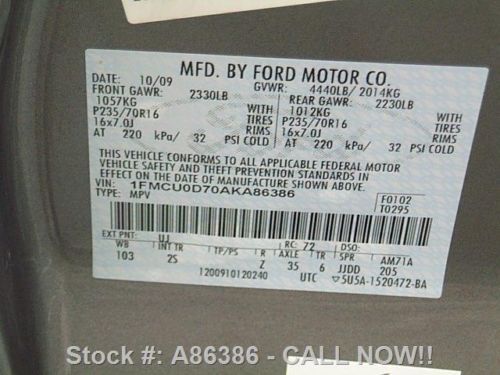 MFD. BY FORD MOTOR CO.
DATE: 10/09 GVWR: 4440LB/ 2014KG
FRONT GAWR: 2330LB REAR GAWR: 2230LB
1057KG WITH 1012KG WITH
P235/70R16 TIRES P235/70R16 TIRES
16x7.0J RIMS 16x7.0J RIMS
AT 220 kPa/ 32 PSI COLD AT 220 kPa/ 32 PSI COLD
THIS VEHICLE CONFORMS TO ALL APPLICABLE FEDERAL MOTOR
VEHICLE SAFETY AND THEFT PREVENTION STANDARDS IN
EFFECT ON THE DATE OF MANUFACTURE SHOWN ABOVE.
VIN: 1FMCU0D70AKA86386 F0102
TYPE: MPV T0295
EXT PNT: UJ RC: 72 DSO: AM71A
WB INT TR TP/PS R AXLE TR SPR JJDD 205
103 2S Z 35 6
1200910120240 UTC 5U5A-1520472-BA
Stock #: A86386 - CALL NOW!!